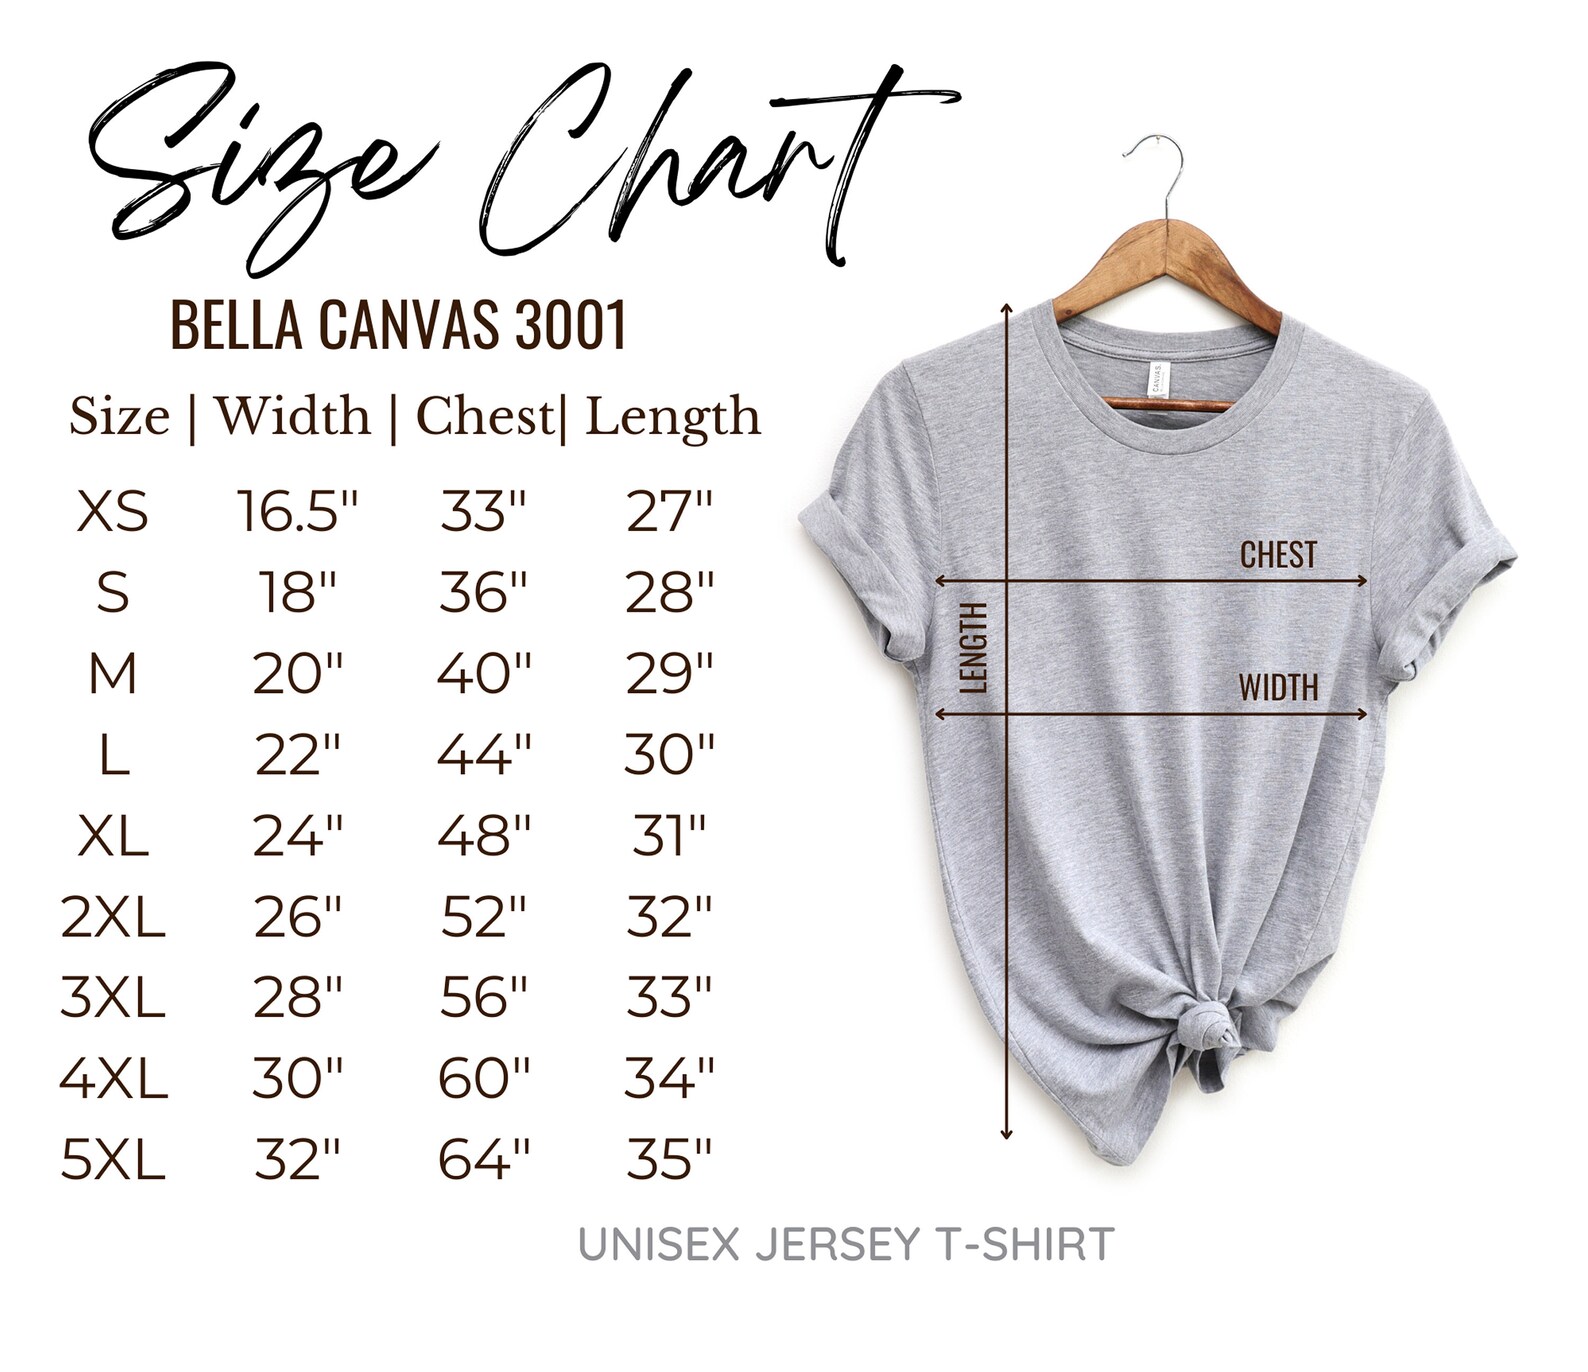 Size Chart
BELLA CANVAS 3001
Size | Width | Chest| Length
XS 16.5" 33" 27"
S 18" 36" 28"
M 20" 40" 29"
L 22" 44" 30"
XL 24" 48" 31"
2XL 26" 52" 32"
3XL 28" 56" 33"
4XL 30" 60" 34"
5XL 32" 64" 35"
CANVAS.
CHEST
LENGTH
WIDTH
UNISEX JERSEY T-SHIRT